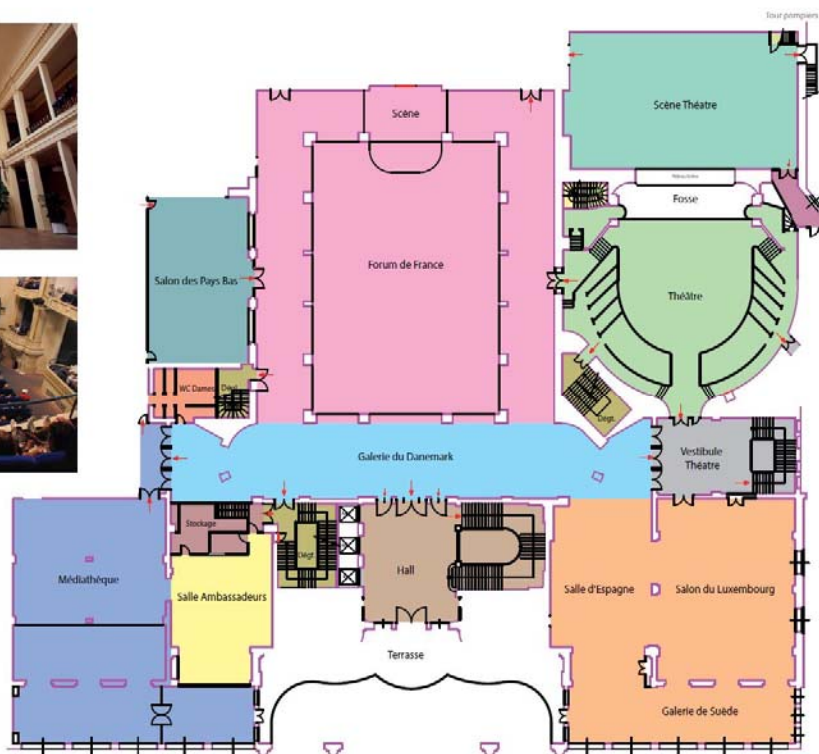 Tour pompiers
Scène
Scène Théatre
Fosse
Salon des Pays Bas
Forum de France
Théâtre
WC Dames
Dégt.
Dégt.
Galerie du Danemark
Vestibule
Théatre
Stockage
Dégt.
Médiathèque
Salle Ambassadeurs
Hall
Salle d'Espagne
Salon du Luxembourg
Terrasse
Galerie de Suède